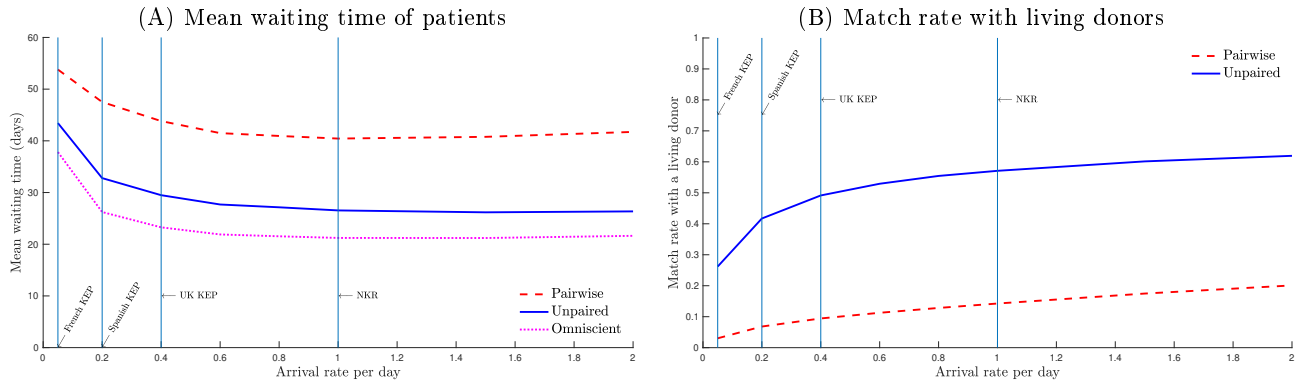 (A) Mean waiting time of patients
60
50
40
30
20
10
0
Mean waiting time (days)
French KEP
Spanish KEP
UK KEP
NKR
Pairwise
Unpaired
Omniscient
0 0.2 0.4 0.6 0.8 1 1.2 1.4 1.6 1.8 2
Arrival rate per day
(B) Match rate with living donors
1
0.9
0.8
0.7
0.6
0.5
0.4
0.3
0.2
0.1
0
Match rate with a living donor
French KEP
Spanish KEP
UK KEP
NKR
Pairwise
Unpaired
0 0.2 0.4 0.6 0.8 1 1.2 1.4 1.6 1.8 2
Arrival rate per day